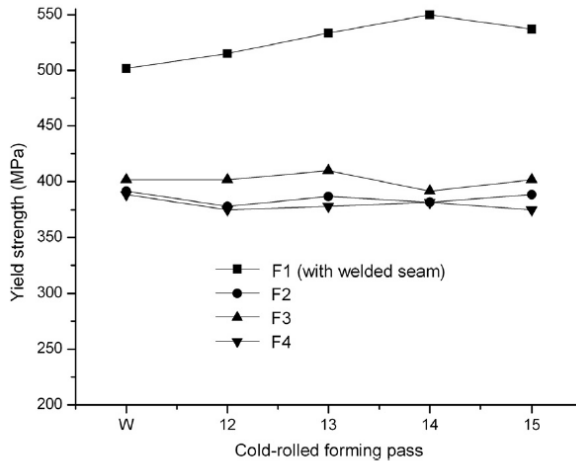 550
500
450
400
350
300
250
200
Yield strength (MPa)
F1 (with welded seam)
F2
F3
F4
W 12 13 14 15
Cold-rolled forming pass